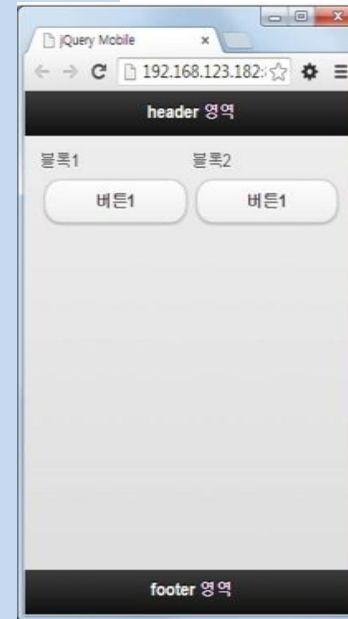 jQuery Mobile
192.168.123.182:
header 영역
블록1 블록2
버튼1 버튼1
footer 영역